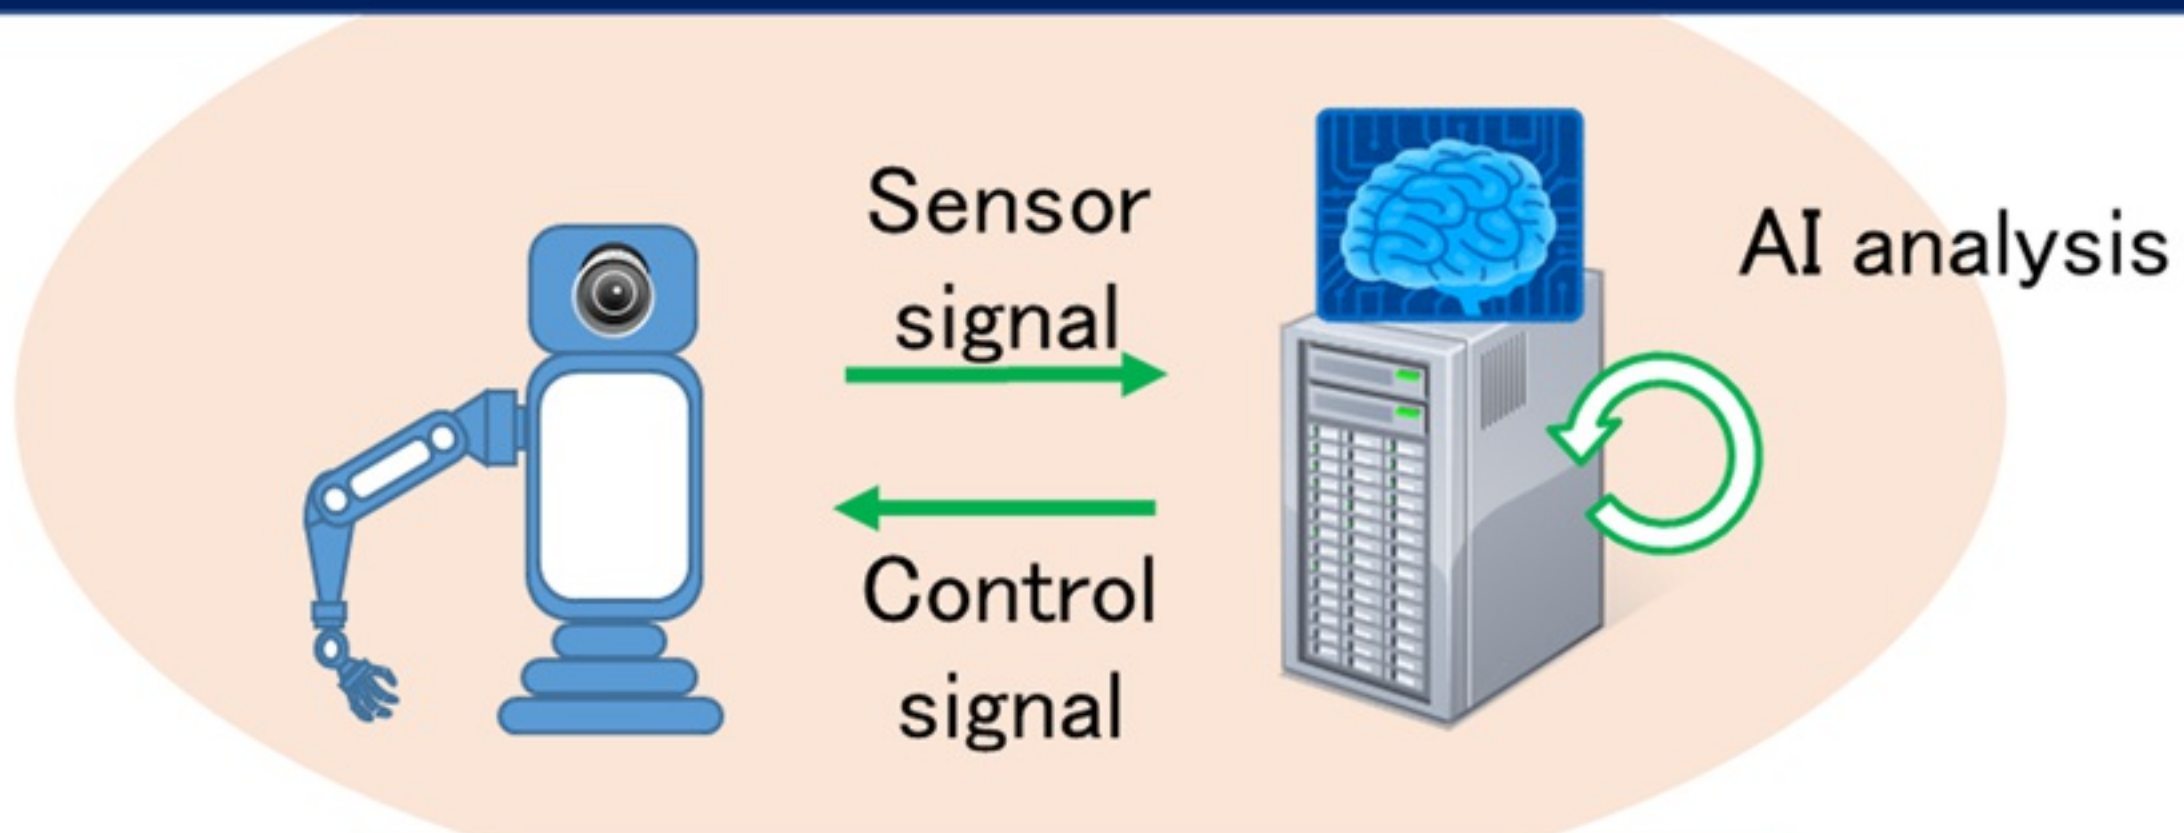 Sensor
signal
AI analysis
Control
signal